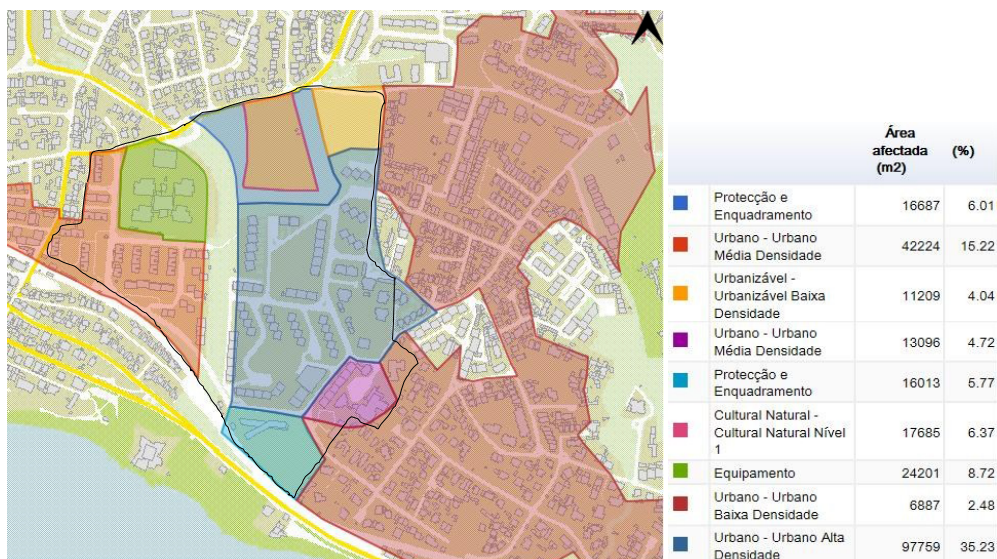 Área
afectada
(m2)
(%)
Protecção e
Enquadramento
16687
6.01
Urbano - Urbano
Média Densidade
42224
15.22
Urbanizável -
Urbanizável Baixa
Densidade
11209
4.04
Urbano - Urbano
Média Densidade
13096
4.72
Protecção e
Enquadramento
16013
5.77
Cultural Natural -
Cultural Natural Nível
1
17685
6.37
Equipamento
24201
8.72
Urbano - Urbano
Baixa Densidade
6887
2.48
Urbano - Urbano Alta
Densidade
97759
35.23